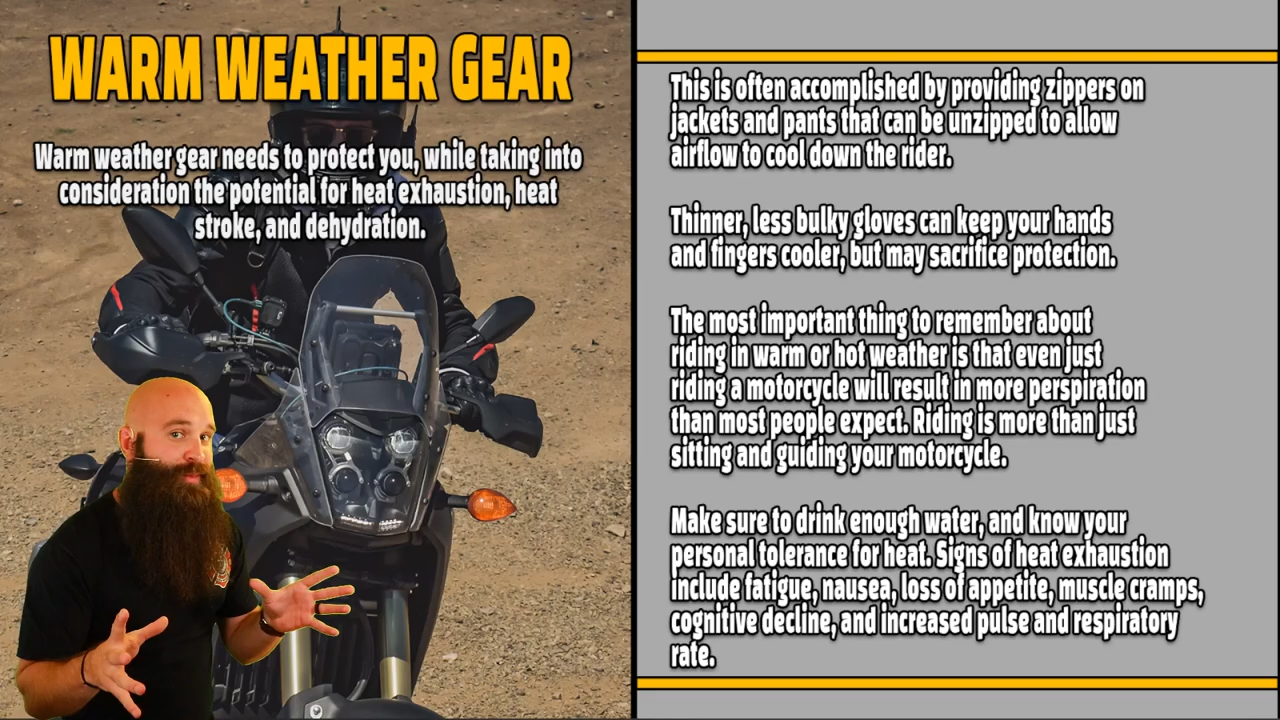 WARM WEATHER GEAR
Warm weather gear needs to protect you, while taking into
consideration the potential for heat exhaustion, heat
stroke, and dehydration.
This is often accomplished by providing zippers on
jackets and pants that can be unzipped to allow
airflow to cool down the rider.
Thinner, less bulky gloves can keep your hands
and fingers cooler, but may sacrifice protection.
The most important thing to remember about
riding in warm or hot weather is that even just
riding a motorcycle will result in more perspiration
than most people expect. Riding is more than just
sitting and guiding your motorcycle.
Make sure to drink enough water, and know your
personal tolerance for heat. Signs of heat exhaustion
include fatigue, nausea, loss of appetite, muscle cramps,
cognitive decline, and increased pulse and respiratory
rate.